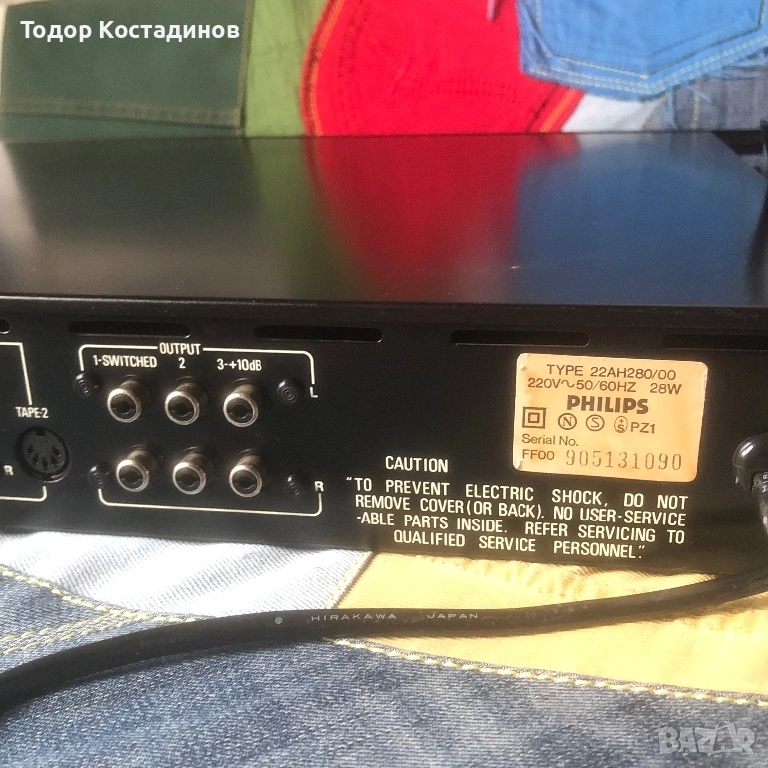 Тодор Костадинов
OUTPUT
1-SWITCHED 2 3-+10dB
L
TAPE-2
R
R
TYPE 22AH280/00
220V~50/60HZ 28W
PHILIPS
N S S PZ1
Serial No.
FF00 905131090
CAUTION
"TO PREVENT ELECTRIC SHOCK, DO NOT
REMOVE COVER(OR BACK). NO USER-SERVICE
-ABLE PARTS INSIDE. REFER SERVICING TO
QUALIFIED SERVICE PERSONNEL."
HIRAKAWA JAPAN
BAZAR